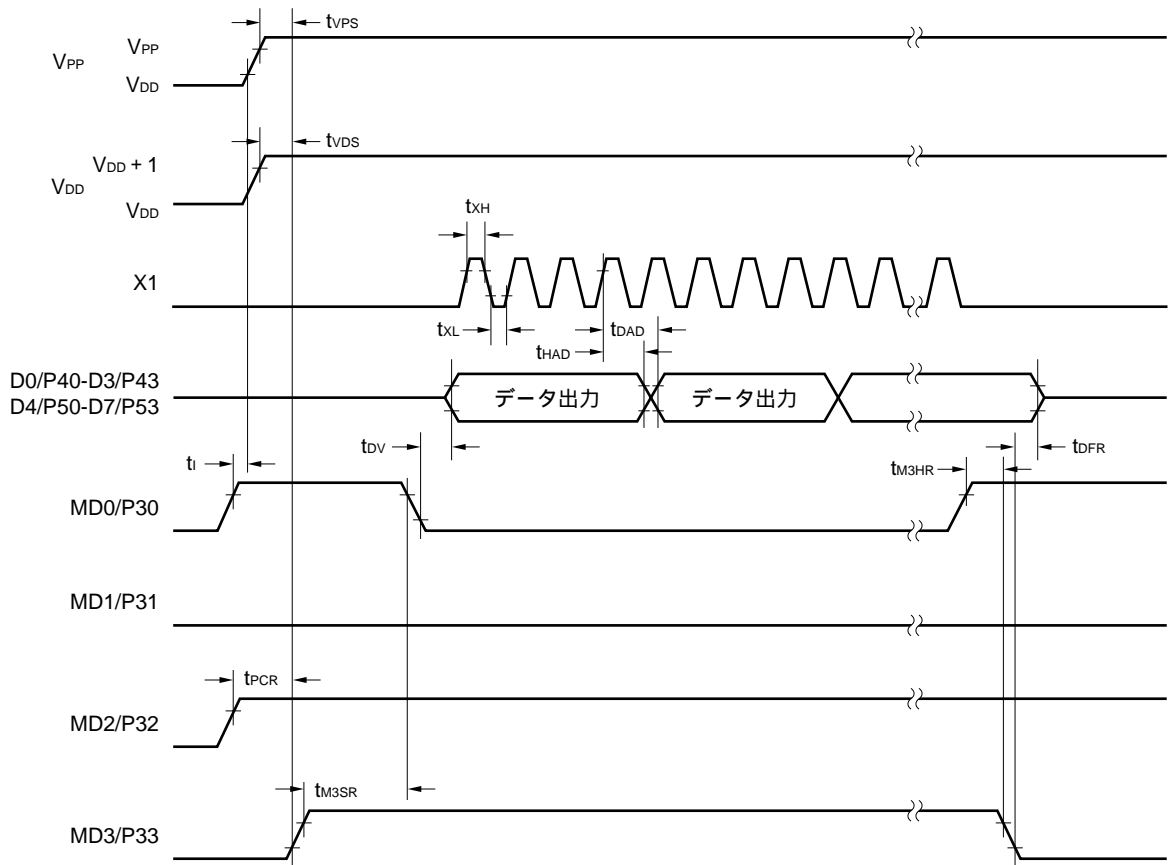 tVPS
VPP
VPP
VDD
tVDS
VDD + 1
VDD
VDD
tXH
X1
tXL
tDAD
tHAD
D0/P40-D3/P43
D4/P50-D7/P53
データ出力
データ出力
tDV
tDFR
tI
tM3HR
MD0/P30
MD1/P31
tPCR
MD2/P32
tM3SR
MD3/P33